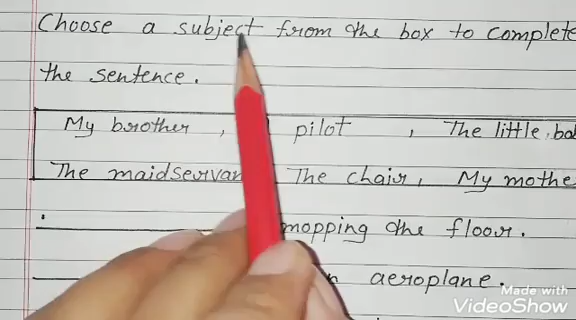 Choose a subject from the box to complete
the sentence.
My brother, pilot, The little
The maidservan The chair, My mothe
mopping the floor.
aeroplane.
Made with
VideoShow